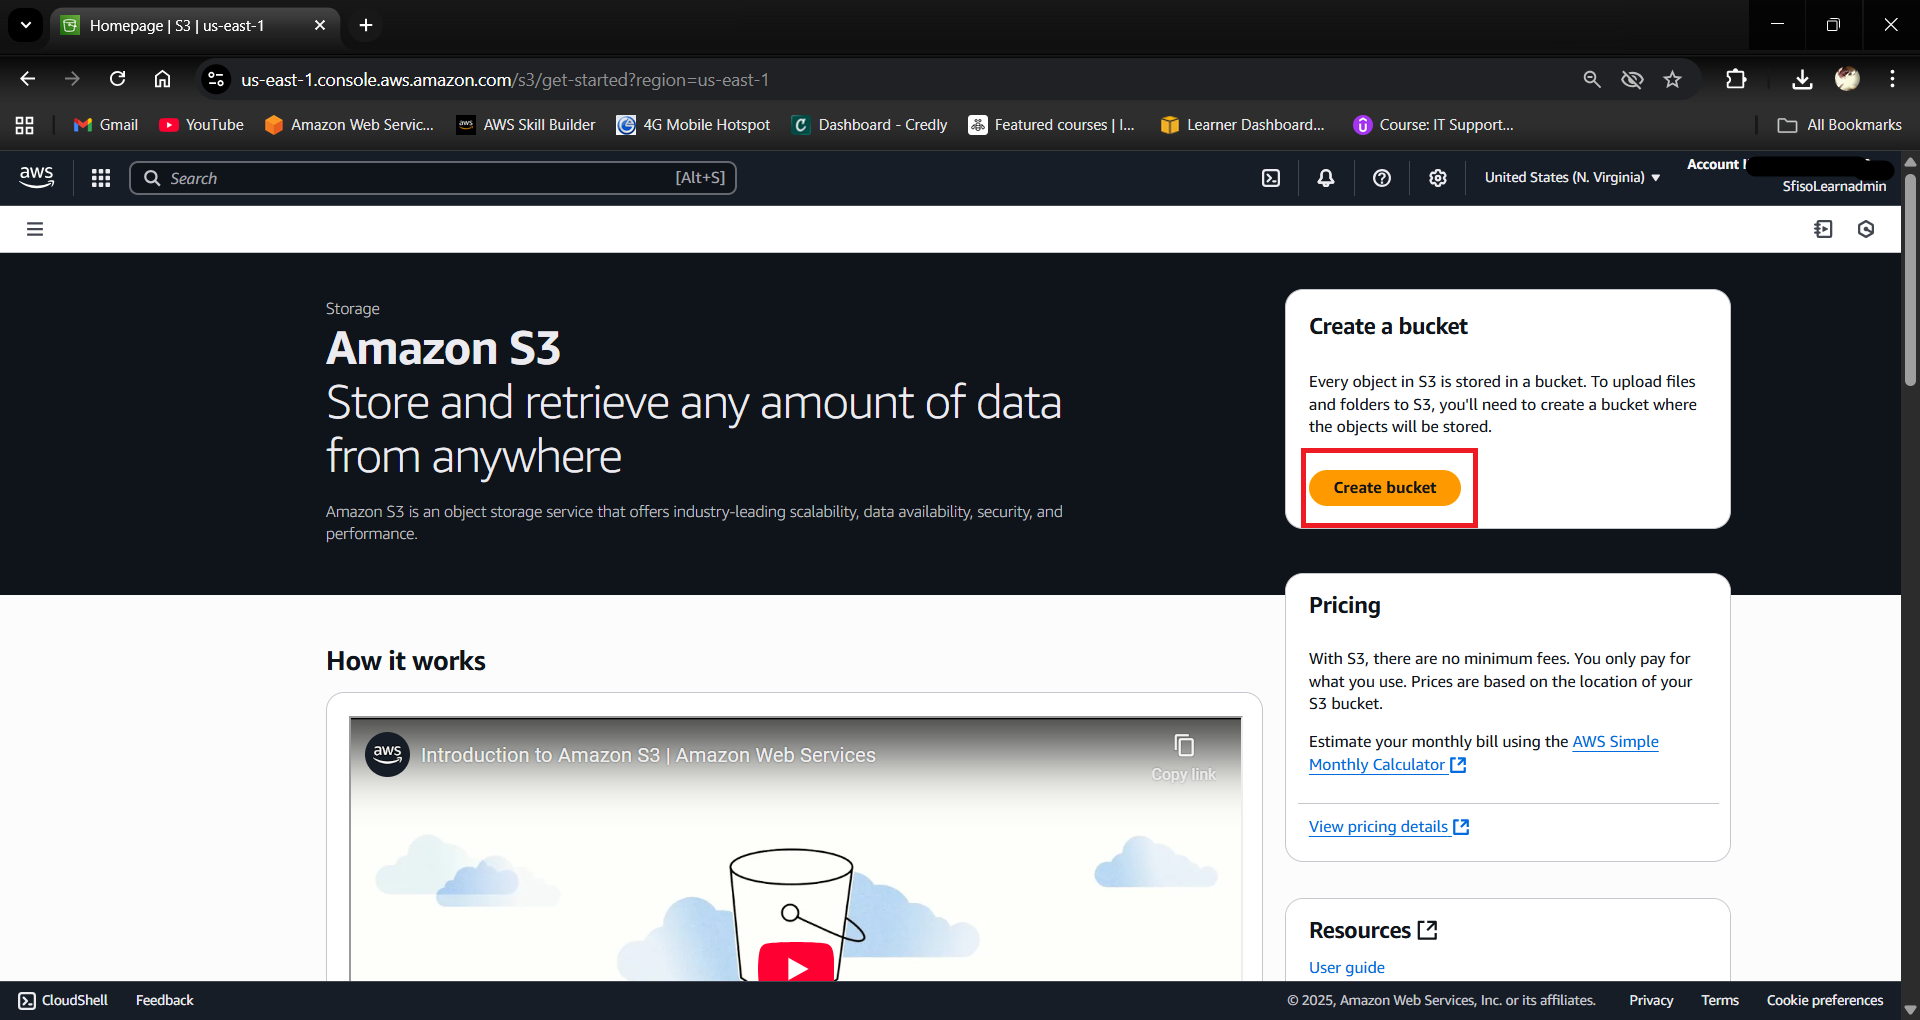 Homepage | S3 | us-east-1
us-east-1.console.aws.amazon.com/s3/get-started?region=us-east-1
Gmail
YouTube
Amazon Web Servic...
AWS Skill Builder
4G Mobile Hotspot
Dashboard - Credly
Featured courses | I...
Learner Dashboard...
Course: IT Support...
All Bookmarks
aws
Search
[Alt+S]
United States (N. Virginia)
Account
SfisoLearnadmin
Storage
Amazon S3
Store and retrieve any amount of data
from anywhere
Amazon S3 is an object storage service that offers industry-leading scalability, data availability, security, and
performance.
Create a bucket
Every object in S3 is stored in a bucket. To upload files
and folders to S3, you'll need to create a bucket where
the objects will be stored.
Create bucket
Pricing
With S3, there are no minimum fees. You only pay for
what you use. Prices are based on the location of your
S3 bucket.
Estimate your monthly bill using the AWS Simple
Monthly Calculator
View pricing details
How it works
aws
Introduction to Amazon S3 | Amazon Web Services
Copy link
Resources
User guide
CloudShell
Feedback
© 2025, Amazon Web Services, Inc. or its affiliates.
Privacy
Terms
Cookie preferences